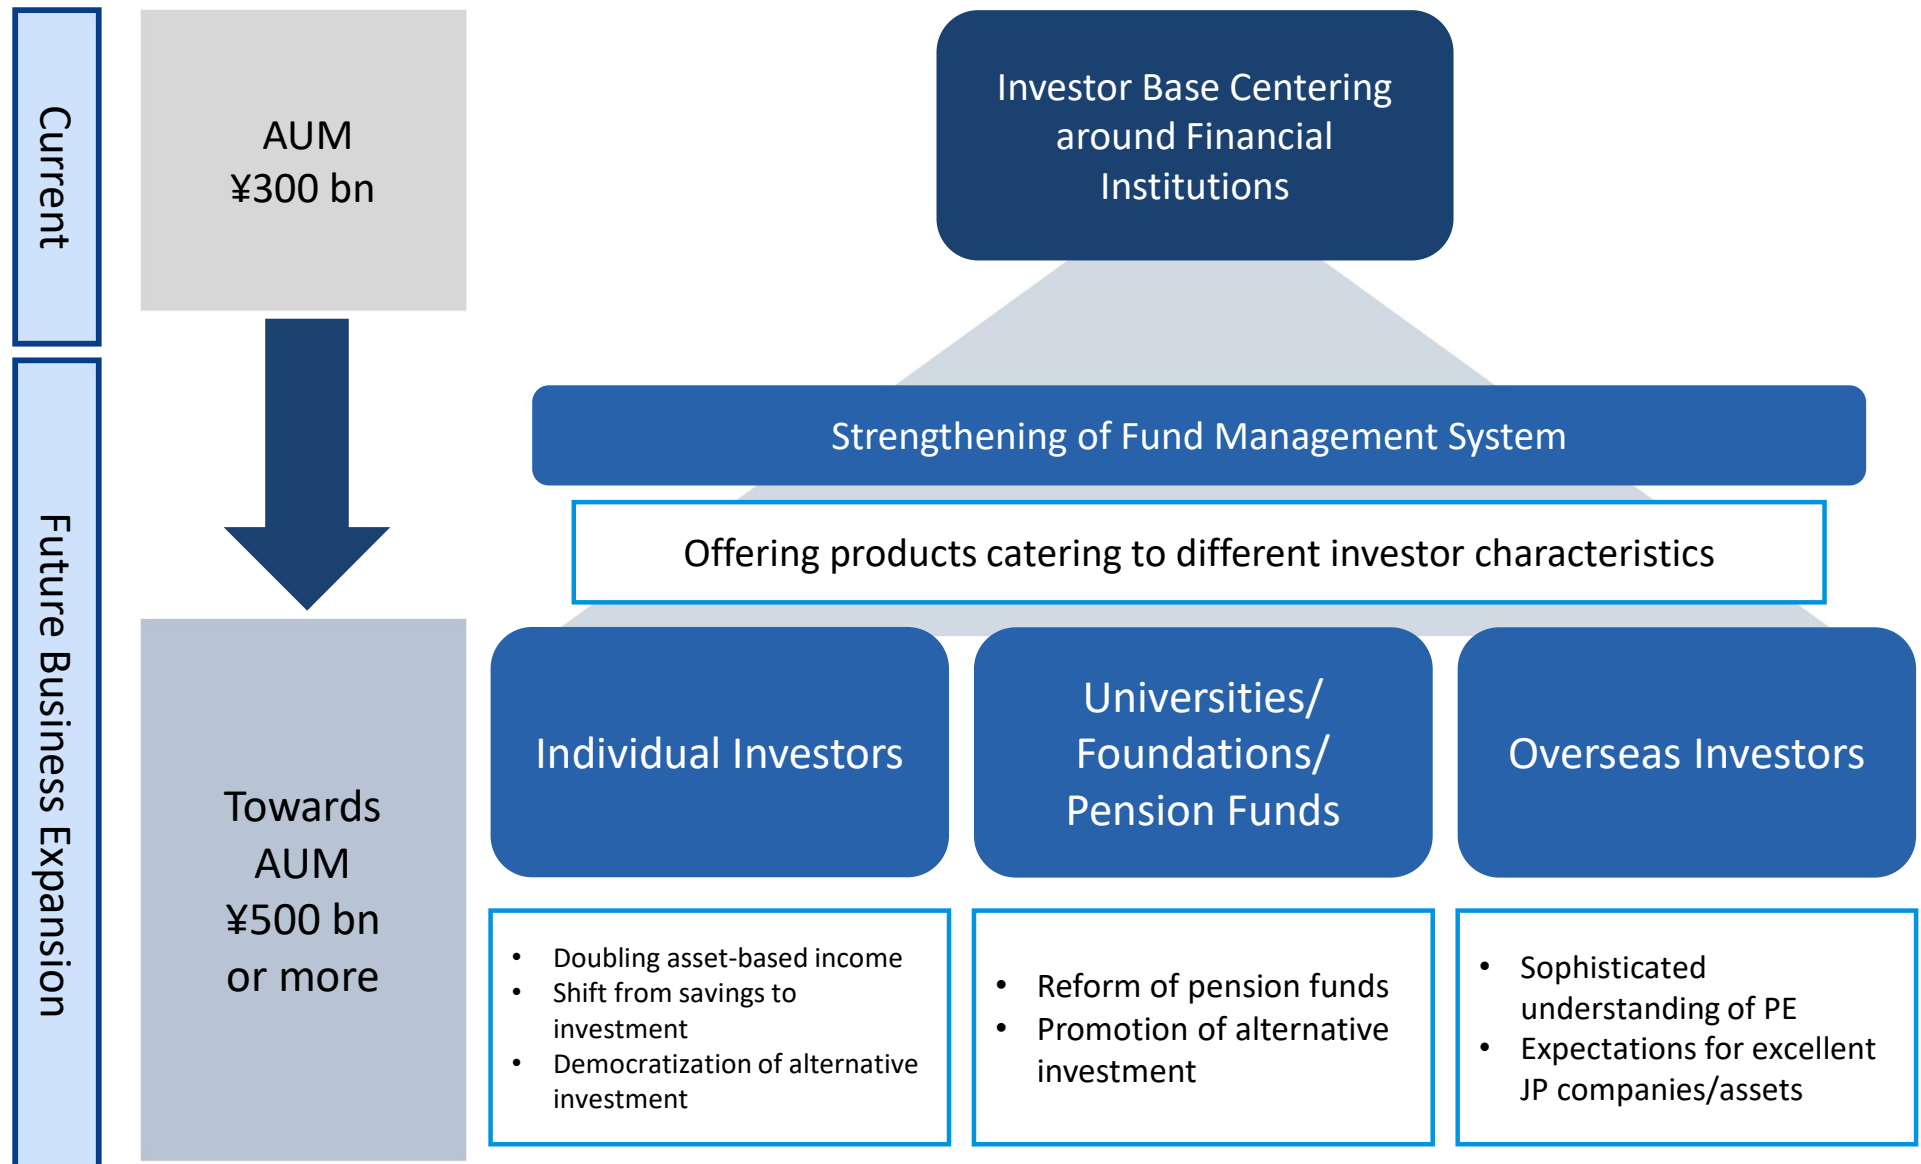 Current
AUM
¥300 bn
Investor Base Centering
around Financial
Institutions
Future Business Expansion
Strengthening of Fund Management System
Offering products catering to different investor characteristics
Towards
AUM
¥500 bn
or more
Individual Investors
Universities/
Foundations/
Pension Funds
Overseas Investors
• Doubling asset-based income
• Shift from savings to
investment
• Democratization of alternative
investment
• Reform of pension funds
• Promotion of alternative
investment
• Sophisticated
understanding of PE
• Expectations for excellent
JP companies/assets